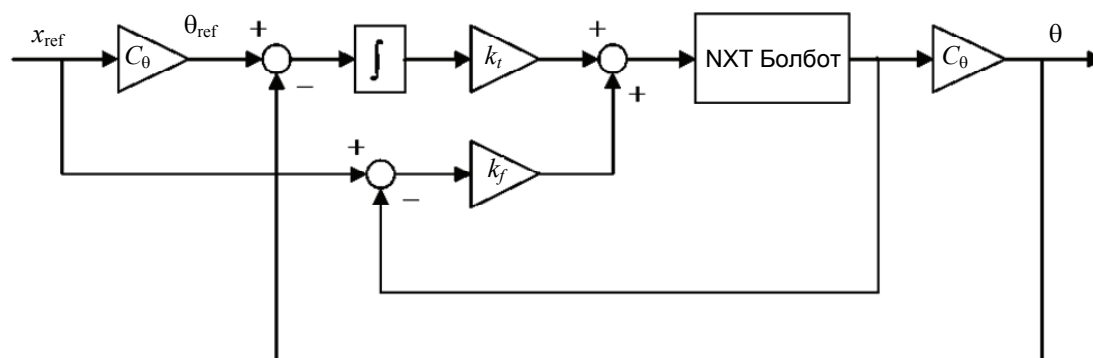 x_ref
C_θ
θ_ref
+
−
∫
k_t
+
+
NXT Болбот
C_θ
θ
+
−
k_f